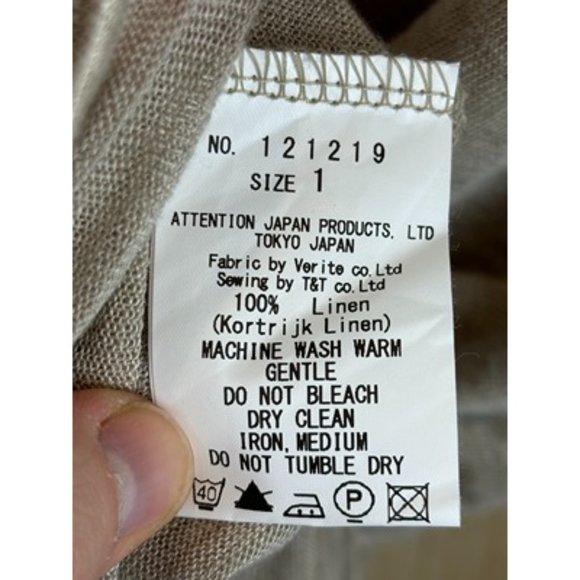 NO. 121219
SIZE 1
ATTENTION JAPAN PRODUCTS, LTD
TOKYO JAPAN
Fabric by Verite co.Ltd
Sewing by T&T co.Ltd
100% Linen
(Kortrijk Linen)
MACHINE WASH WARM
GENTLE
DO NOT BLEACH
DRY CLEAN
IRON, MEDIUM
DO NOT TUMBLE DRY
40 P